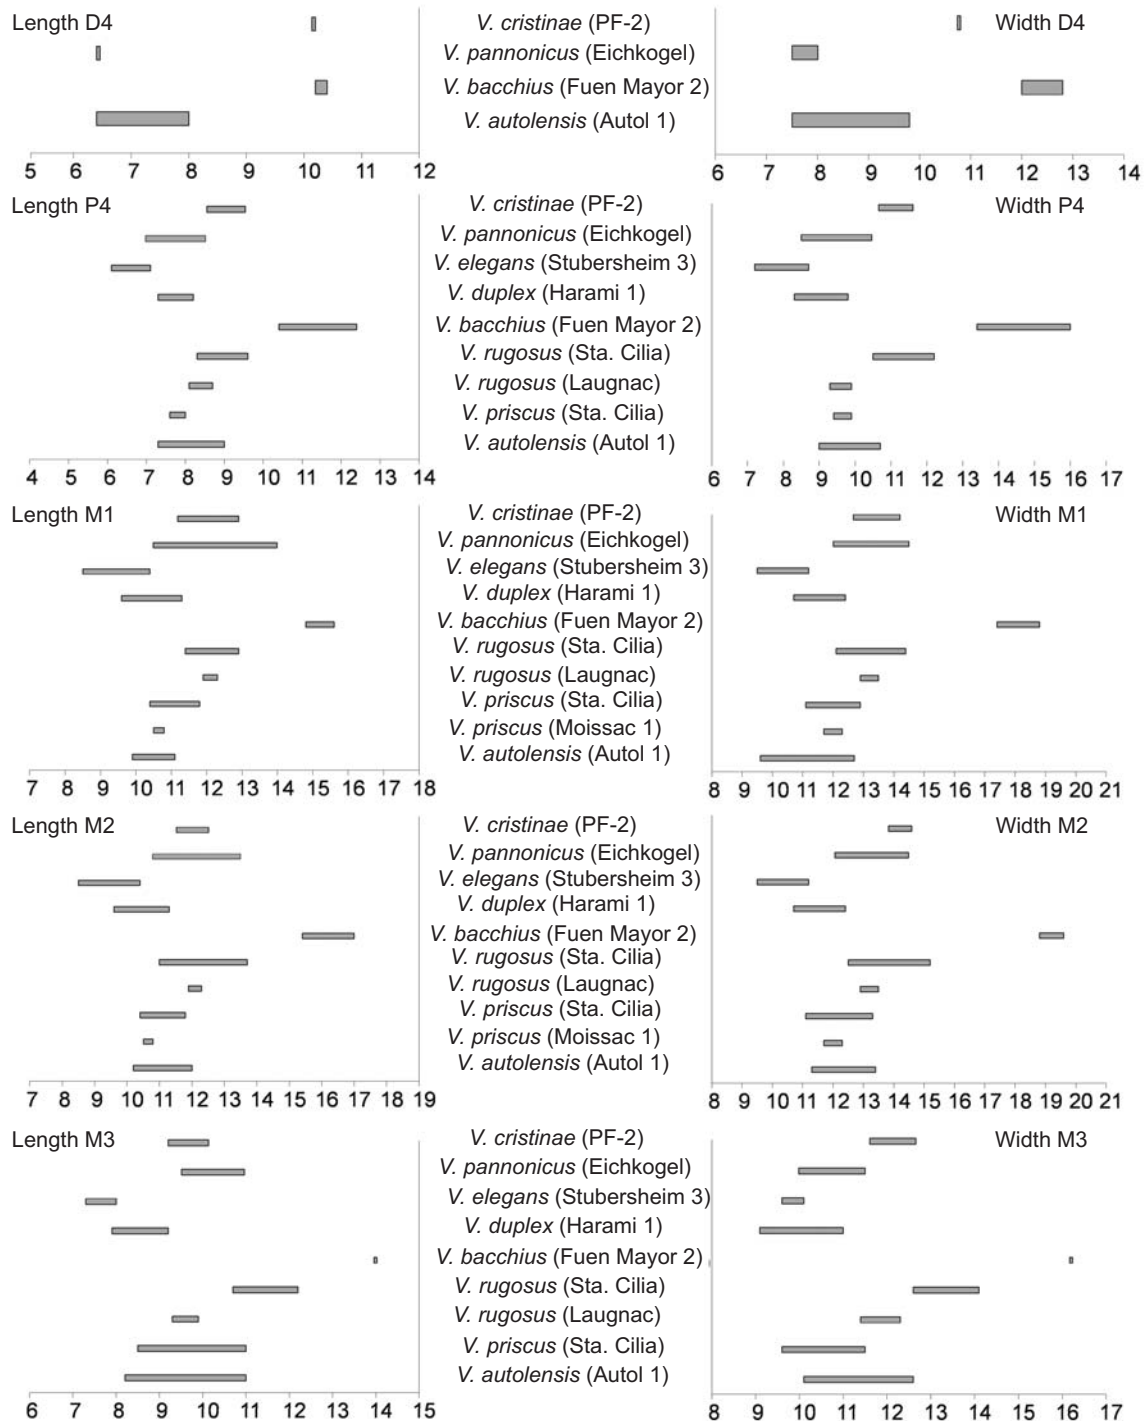 Length D4 V. cristinae (PF-2) Width D4
V. pannonicus (Eichkogel)
V. bacchius (Fuen Mayor 2)
V. autolensis (Autol 1)
5 6 7 8 9 10 11 12 6 7 8 9 10 11 12 13 14
Length P4 V. cristinae (PF-2) Width P4
V. pannonicus (Eichkogel)
V. elegans (Stubersheim 3)
V. duplex (Harami 1)
V. bacchius (Fuen Mayor 2)
V. rugosus (Sta. Cilia)
V. rugosus (Laugnac)
V. priscus (Sta. Cilia)
V. autolensis (Autol 1)
4 5 6 7 8 9 10 11 12 13 14 6 7 8 9 10 11 12 13 14 15 16 17
Length M1 V. cristinae (PF-2) Width M1
V. pannonicus (Eichkogel)
V. elegans (Stubersheim 3)
V. duplex (Harami 1)
V. bacchius (Fuen Mayor 2)
V. rugosus (Sta. Cilia)
V. rugosus (Laugnac)
V. priscus (Sta. Cilia)
V. priscus (Moissac 1)
V. autolensis (Autol 1)
7 8 9 10 11 12 13 14 15 16 17 18 8 9 10 11 12 13 14 15 16 17 18 19 20 21
Length M2 V. cristinae (PF-2) Width M2
V. pannonicus (Eichkogel)
V. elegans (Stubersheim 3)
V. duplex (Harami 1)
V. bacchius (Fuen Mayor 2)
V. rugosus (Sta. Cilia)
V. rugosus (Laugnac)
V. priscus (Sta. Cilia)
V. priscus (Moissac 1)
V. autolensis (Autol 1)
7 8 9 10 11 12 13 14 15 16 17 18 19 8 9 10 11 12 13 14 15 16 17 18 19 20 21
Length M3 V. cristinae (PF-2) Width M3
V. pannonicus (Eichkogel)
V. elegans (Stubersheim 3)
V. duplex (Harami 1)
V. bacchius (Fuen Mayor 2)
V. rugosus (Sta. Cilia)
V. rugosus (Laugnac)
V. priscus (Sta. Cilia)
V. autolensis (Autol 1)
6 7 8 9 10 11 12 13 14 15 8 9 10 11 12 13 14 15 16 17